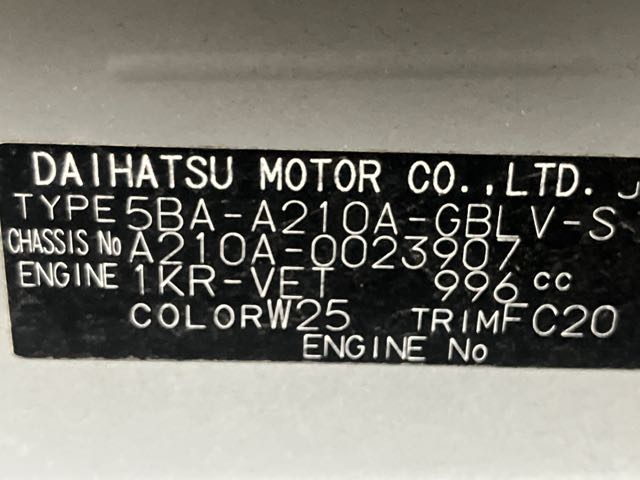 DAIHATSU MOTOR CO.,LTD. J
TYPE 5BA-A210A-GBLV-S
CHASSIS No A210A-0023907
ENGINE 1KR-VET 996 cc
COLOR W25 TRIM FC20
ENGINE No